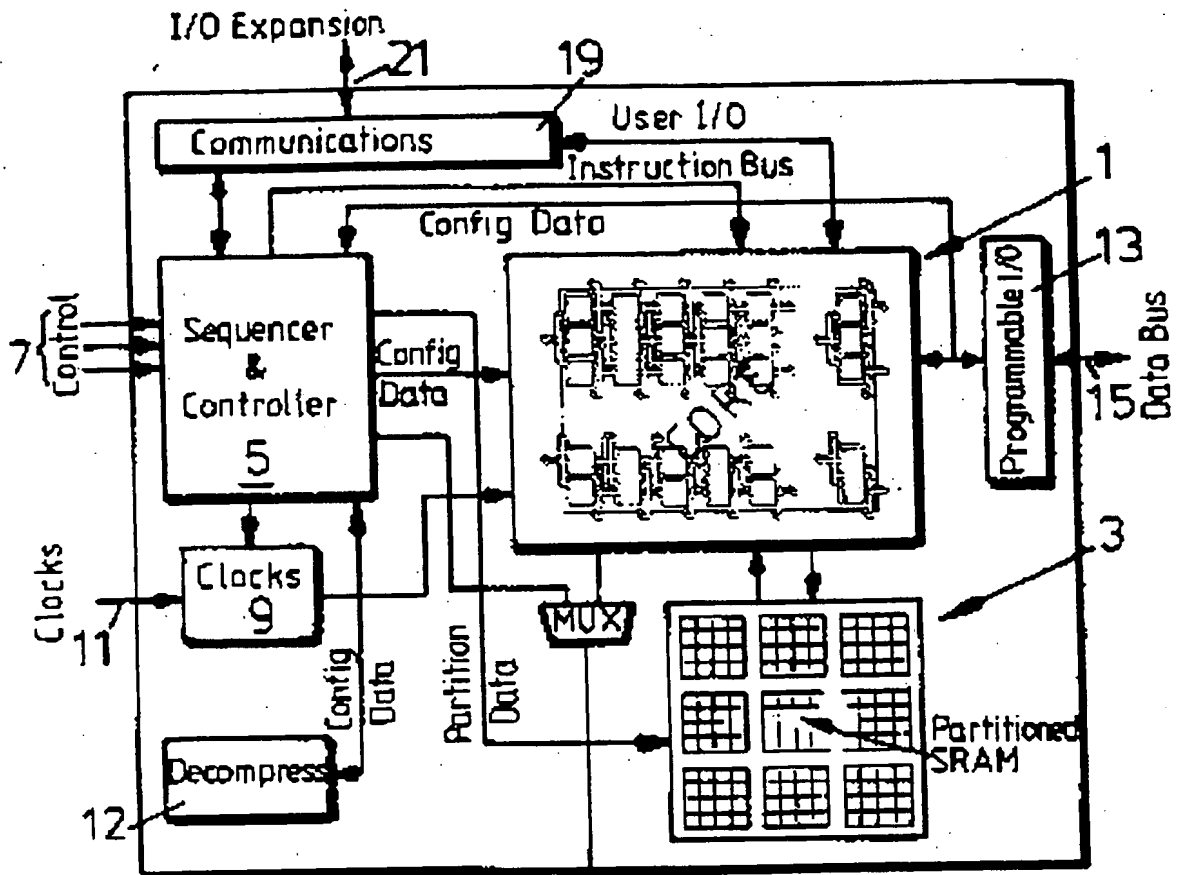 I/O Expansion
21
19
Communications
User I/O
Instruction Bus
Config Data
1
13
Programmable I/O
Data Bus
15
7
Control
Sequencer
&
Controller
5
Config
Data
CORE
Clocks
11
Clocks
9
MUX
3
Config
Data
Partition
Data
Partitioned
SRAM
Decompress
12